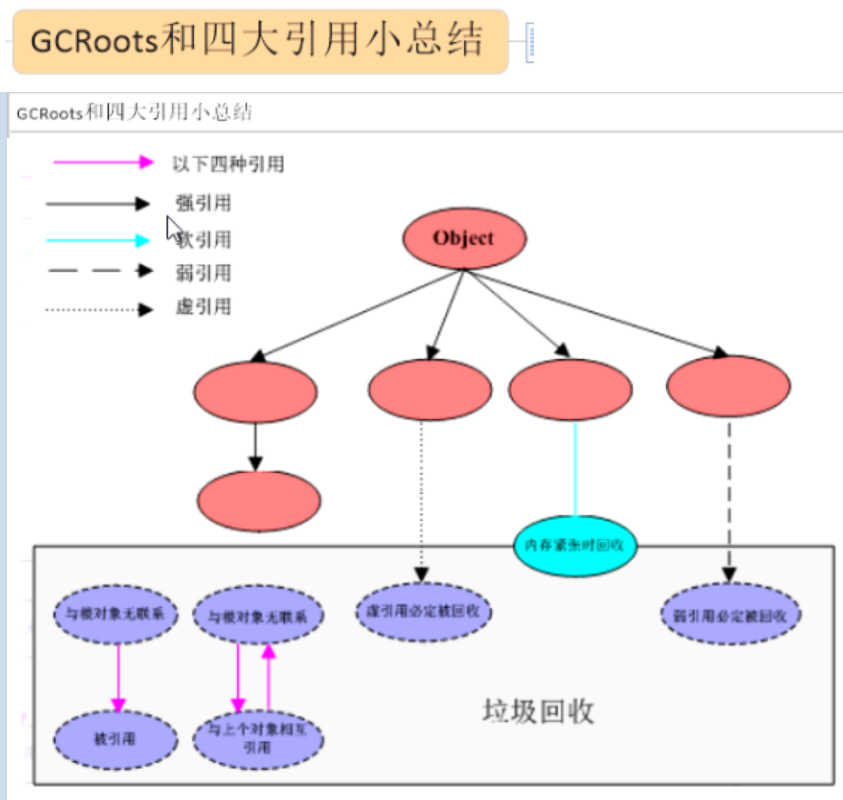 GCRoots和四大引用小总结
GCRoots和四大引用小总结
以下四种引用
强引用
软引用
弱引用
虚引用
Object
内存紧张时回收
与根对象无联系
与根对象无联系
虚引用必定被回收
弱引用必定被回收
被引用
与上个对象相互
引用
垃圾回收